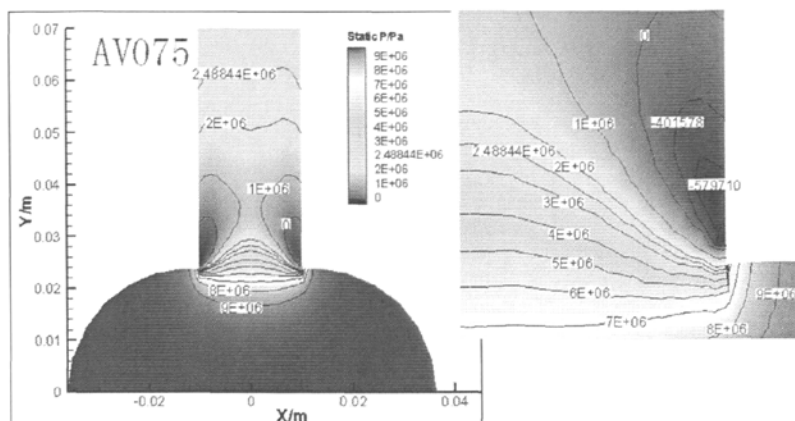 AV075
Static P/Pa
9E+06
8E+06
7E+06
6E+06
5E+06
4E+06
3E+06
2.48844E+06
2E+06
1E+06
0
Y/m
0.07
0.06
0.05
0.04
0.03
0.02
0.01
0
2.48844E+06
2E+06
1E+06
0
8E+06
9E+06
-0.02
0
0.02
0.04
X/m
0
-401578
1E+06
2.48844E+06
2E+06
-579710
3E+06
4E+06
5E+06
6E+06
9E+06
7E+06
8E+06